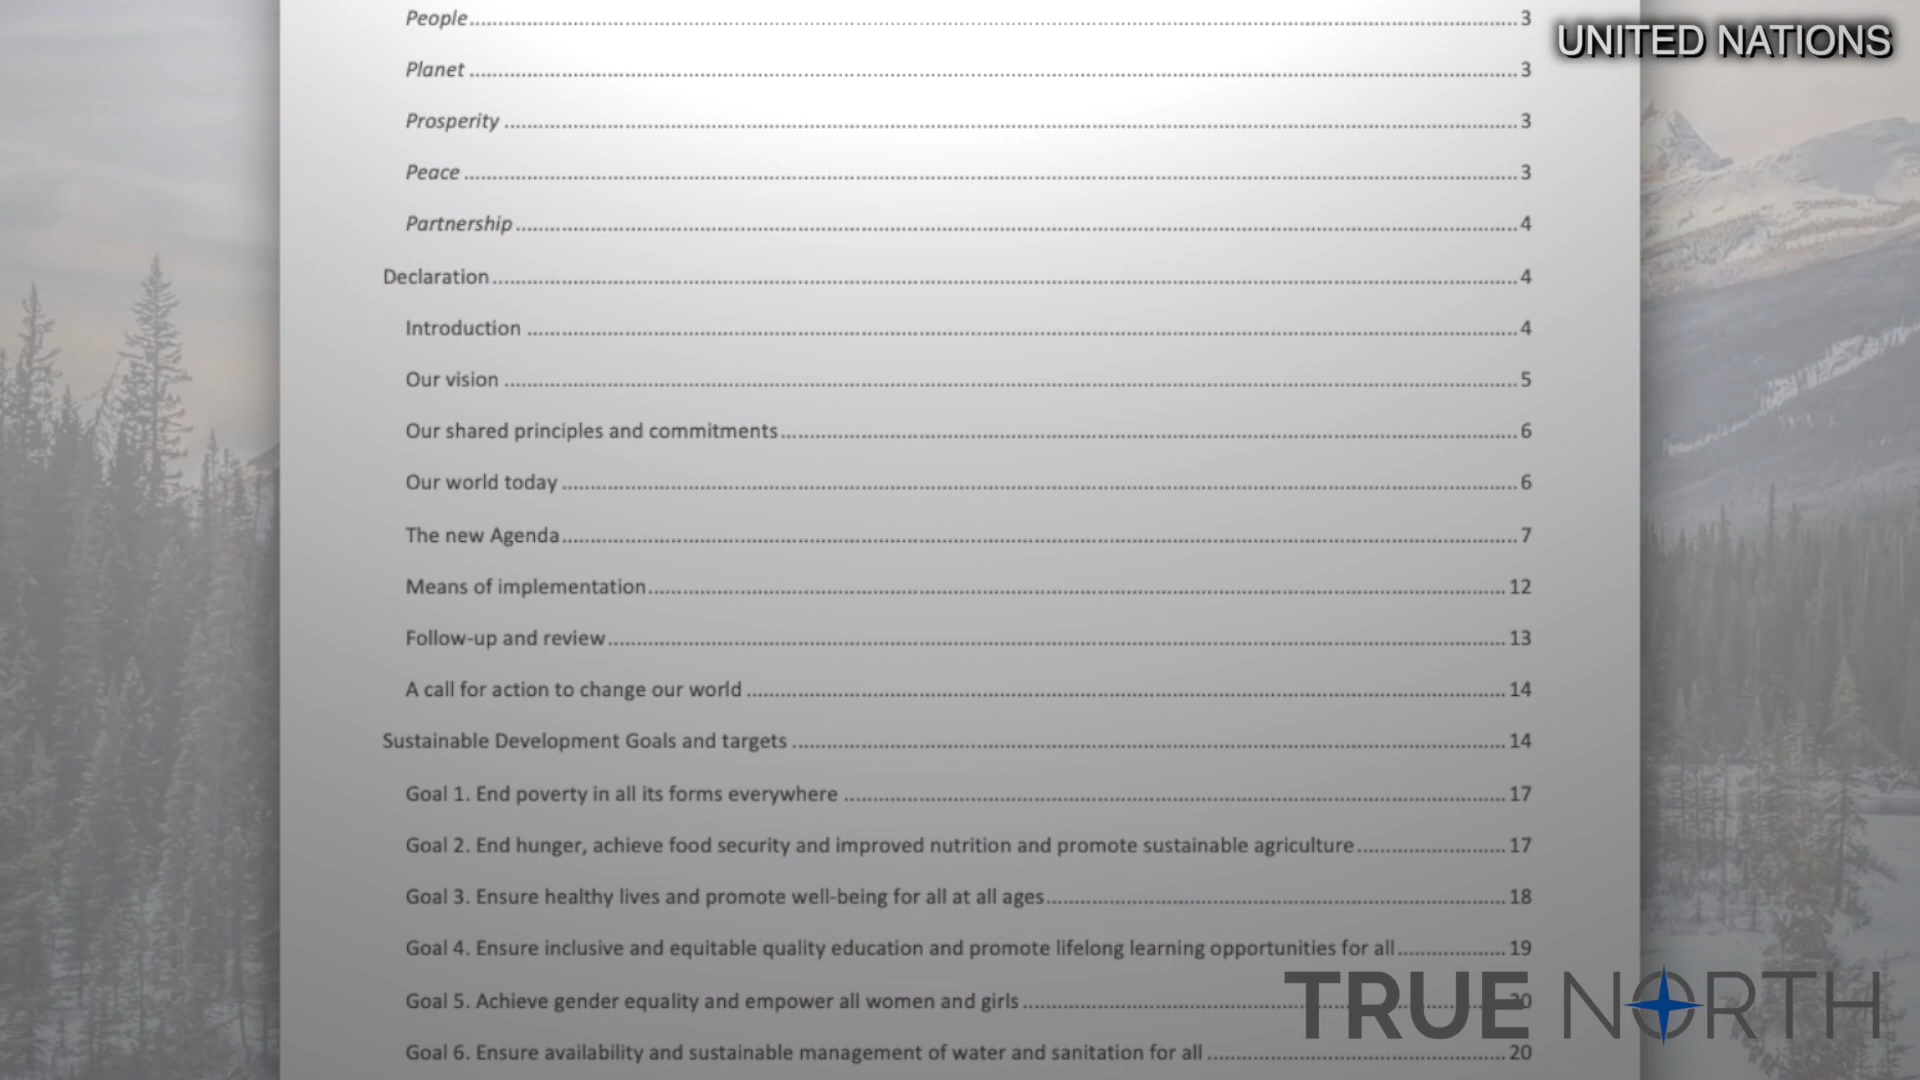 UNITED NATIONS
People 3
Planet 3
Prosperity 3
Peace 3
Partnership 4
Declaration 4
Introduction 4
Our vision 5
Our shared principles and commitments 6
Our world today 6
The new Agenda 7
Means of implementation 12
Follow-up and review 13
A call for action to change our world 14
Sustainable Development Goals and targets 14
Goal 1. End poverty in all its forms everywhere 17
Goal 2. End hunger, achieve food security and improved nutrition and promote sustainable agriculture 17
Goal 3. Ensure healthy lives and promote well-being for all at all ages 18
Goal 4. Ensure inclusive and equitable quality education and promote lifelong learning opportunities for all 19
Goal 5. Achieve gender equality and empower all women and girls 20
Goal 6. Ensure availability and sustainable management of water and sanitation for all 20
TRUE NORTH